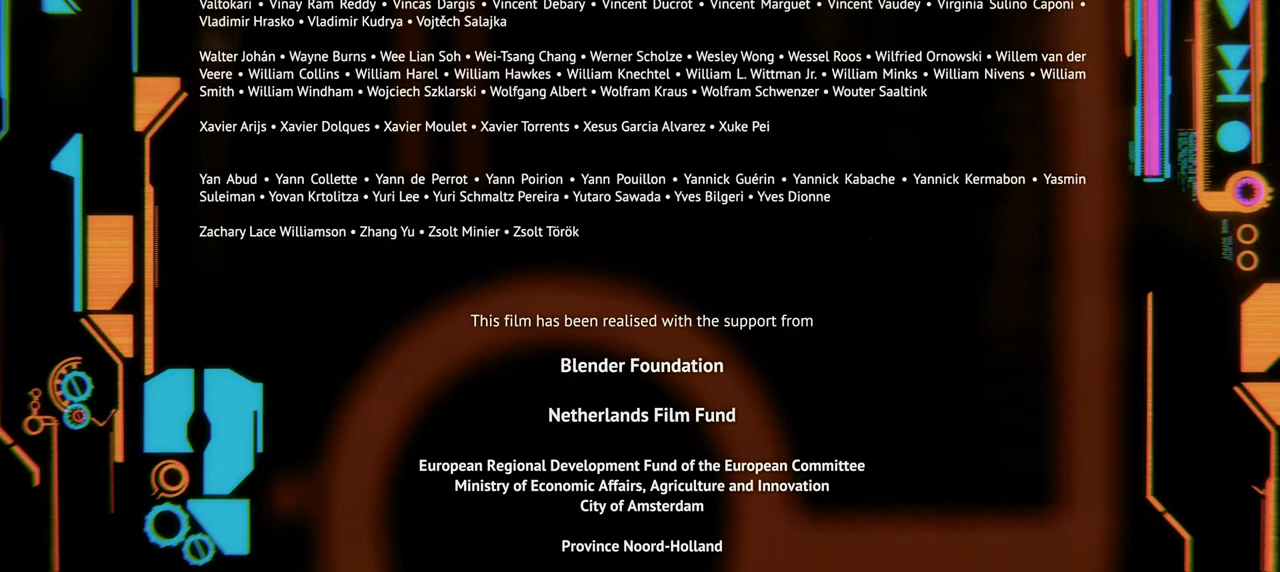 Valtokari • Vinay Ram Reddy • Vincas Dargis • Vincent Debary • Vincent Ducrot • Vincent Marguet • Vincent Vaudey • Virginia Sulino Caponi •
Vladimir Hrasko • Vladimir Kudrya • Vojtěch Salajka
Walter Johán • Wayne Burns • Wee Lian Soh • Wei-Tsang Chang • Werner Scholze • Wesley Wong • Wessel Roos • Wilfried Ornowski • Willem van der
Veere • William Collins • William Harel • William Hawkes • William Knechtel • William L. Wittman Jr. • William Minks • William Nivens • William
Smith • William Windham • Wojciech Szklarski • Wolfgang Albert • Wolfram Kraus • Wolfram Schwenzer • Wouter Saaltink
Xavier Arijs • Xavier Dolques • Xavier Moulet • Xavier Torrents • Xesus Garcia Alvarez • Xuke Pei
Yan Abud • Yann Collette • Yann de Perrot • Yann Poirion • Yann Pouillon • Yannick Guérin • Yannick Kabache • Yannick Kermabon • Yasmin
Suleiman • Yovan Krtolitza • Yuri Lee • Yuri Schmaltz Pereira • Yutaro Sawada • Yves Bilgeri • Yves Dionne
Zachary Lace Williamson • Zhang Yu • Zsolt Minier • Zsolt Török
This film has been realised with the support from
Blender Foundation
Netherlands Film Fund
European Regional Development Fund of the European Committee
Ministry of Economic Affairs, Agriculture and Innovation
City of Amsterdam
Province Noord-Holland